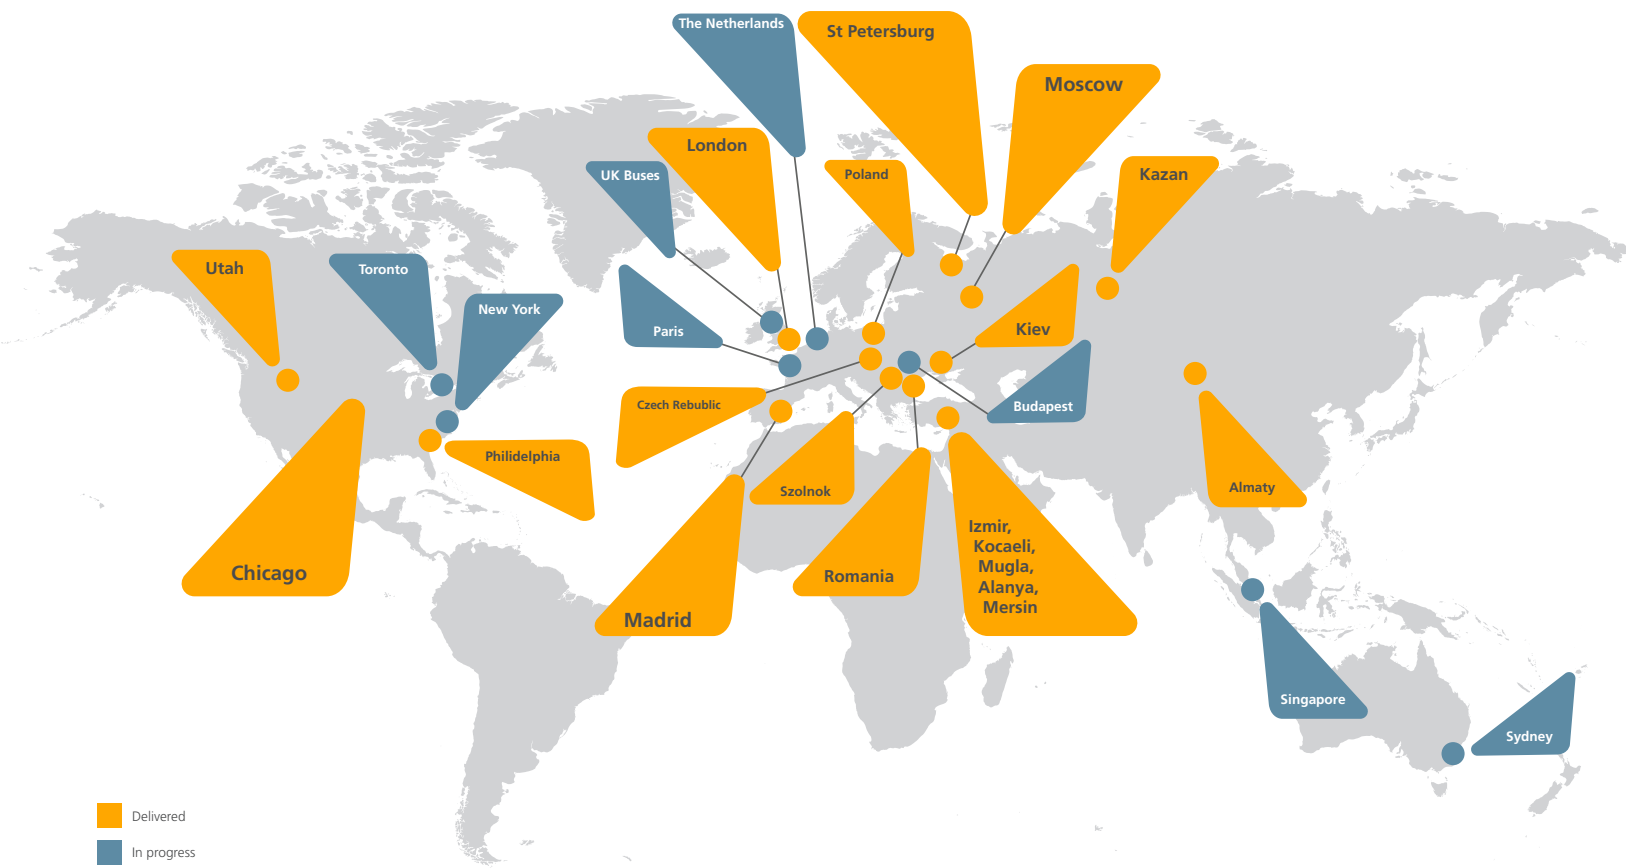 The Netherlands
St Petersburg
Moscow
London
UK Buses
Poland
Kazan
Utah
Toronto
New York
Paris
Kiev
Czech Rebublic
Budapest
Philidelphia
Szolnok
Almaty
Chicago
Madrid
Romania
Izmir,
Kocaeli,
Mugla,
Alanya,
Mersin
Singapore
Sydney
Delivered
In progress